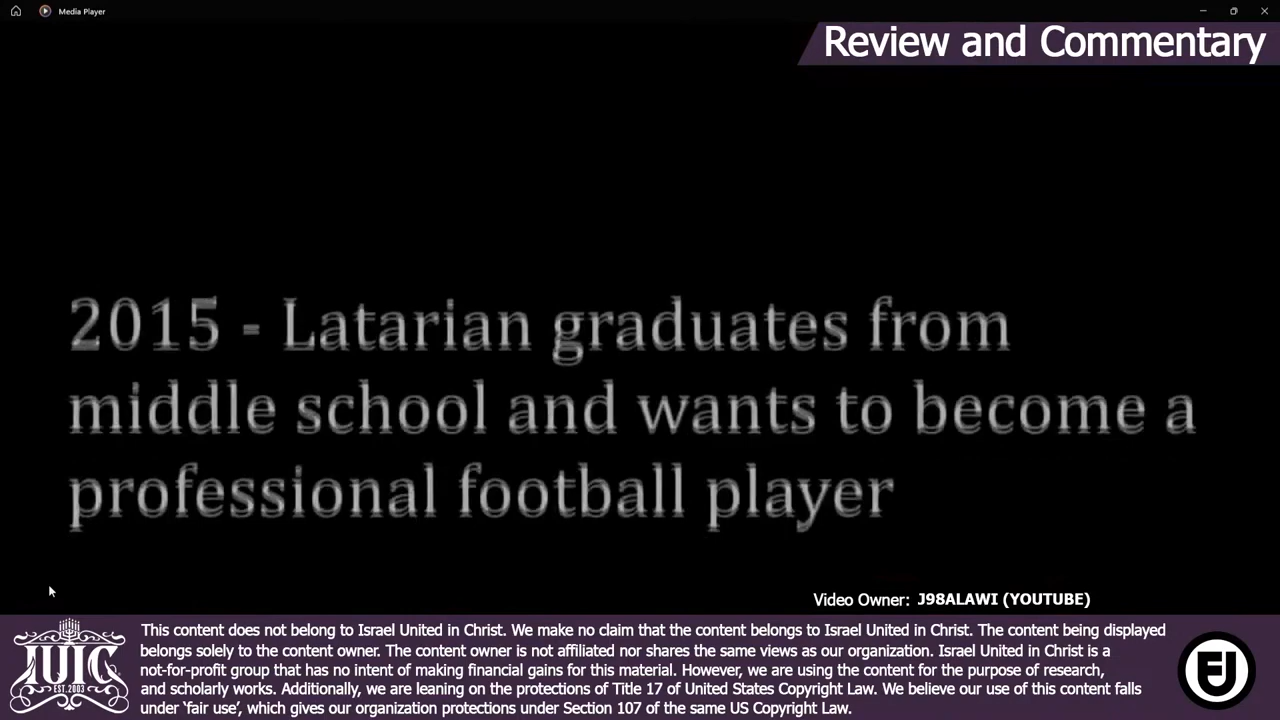 Media Player
Review and Commentary
2015 - Latarian graduates from
middle school and wants to become a
professional football player
Video Owner: J98ALAWI (YOUTUBE)
This content does not belong to Israel United in Christ. We make no claim that the content belongs to Israel United in Christ. The content being displayed
belongs solely to the content owner. The content owner is not affiliated nor shares the same views as our organization. Israel United in Christ is a
not-for-profit group that has no intent of making financial gains for this material. However, we are using the content for the purpose of research,
and scholarly works. Additionally, we are leaning on the protections of Title 17 of United States Copyright Law. We believe our use of this content falls
under ‘fair use’, which gives our organization protections under Section 107 of the same US Copyright Law.
IUIC
EST.2003